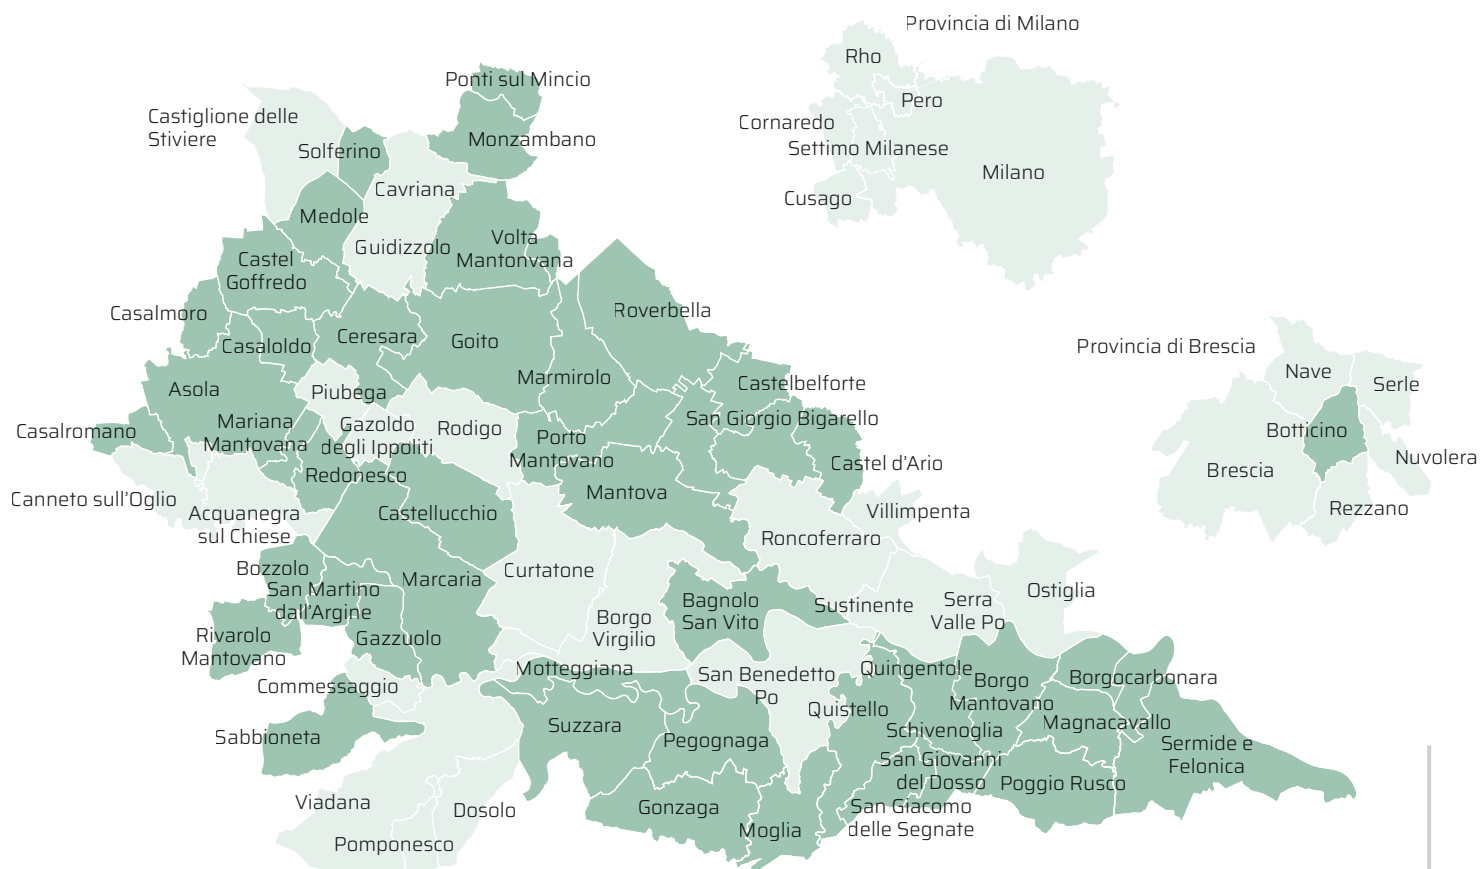 Provincia di Milano
Rho
Pero
Cornaredo
Settimo Milanese
Milano
Cusago
Ponti sul Mincio
Castiglione delle
Stiviere
Monzambano
Solferino
Cavriana
Medole
Guidizzolo
Volta
Mantonvana
Castel
Goffredo
Casalmoro
Roverbella
Casaloldo
Ceresara
Goito
Marmirolo
Castelbelforte
Asola
Piubega
Casalromano
Mariana
Mantovana
Gazoldo
degli Ippoliti
Rodigo
Porto
Mantovano
San Giorgio Bigarello
Castel d'Ario
Redonesco
Mantova
Canneto sull'Oglio
Acquanegra
sul Chiese
Castellucchio
Villimpenta
Roncoferraro
Bozzolo
San Martino
dall'Argine
Marcaria
Curtatone
Bagnolo
San Vito
Sustinente
Serra
Valle Po
Ostiglia
Rivarolo
Mantovano
Gazzuolo
Borgo
Virgilio
Commessaggio
Motteggiana
San Benedetto
Po
Quingentole
Borgo
Mantovano
Borgocarbonara
Sabbioneta
Suzzara
Pegognaga
Quistello
Schivenoglia
Magnacavallo
Sermide e
Felonica
San Giovanni
del Dosso
Poggio Rusco
Viadana
Dosolo
Gonzaga
Moglia
San Giacomo
delle Segnate
Pomponesco
Provincia di Brescia
Nave
Serle
Botticino
Brescia
Nuvolera
Rezzano